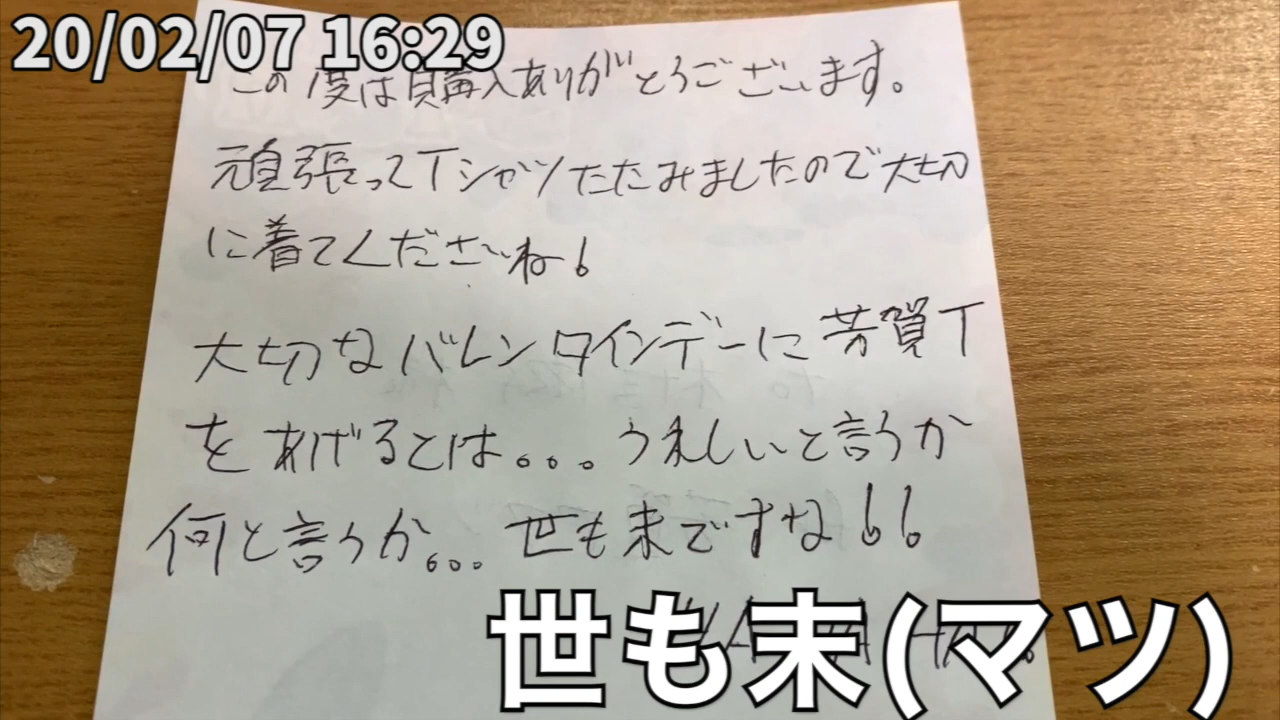 20/02/07 16:29
この度は購入ありがとうございます。
頑張ってTシャツたたみましたので大切
に着てくださいね!
大切なバレンタインデーに芳賀T
をあげるとは。。。うれしいと言うか
何と言うか。。。世も末ですな!!
世も末(マツ)